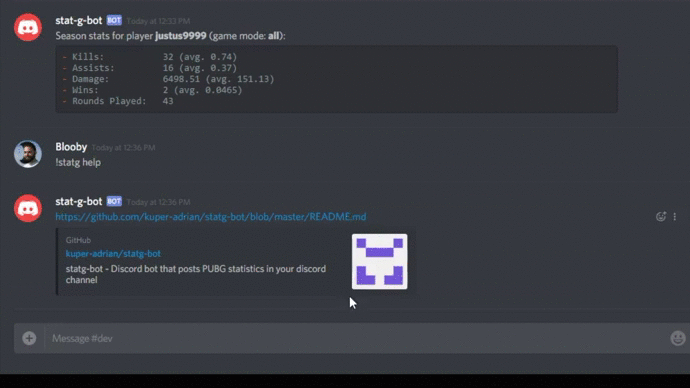 stat-g-bot BOT Today at 12:33 PM
Season stats for player justus9999 (game mode: all):
- Kills: 32 (avg. 0.74)
- Assists: 16 (avg. 0.37)
- Damage: 6498.51 (avg. 151.13)
- Wins: 2 (avg. 0.0465)
- Rounds Played: 43
Blooby Today at 12:36 PM
!statg help
stat-g-bot BOT Today at 12:36 PM
https://github.com/kuper-adrian/statg-bot/blob/master/README.md
GitHub
kuper-adrian/statg-bot
statg-bot - Discord bot that posts PUBG statistics in your discord
channel
Message #dev